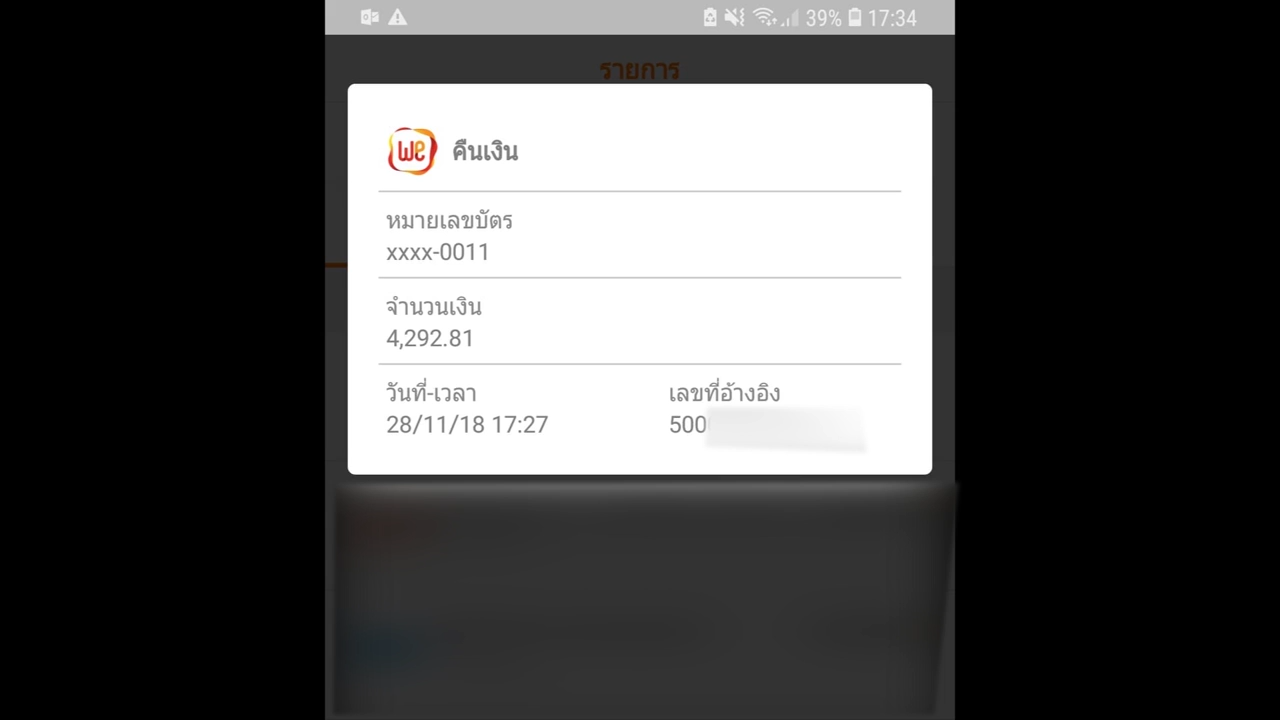 39% 17:34
รายการ
we คืนเงิน
หมายเลขบัตร
xxxx-0011
จำนวนเงิน
4,292.81
วันที่-เวลา เลขที่อ้างอิง
28/11/18 17:27 500